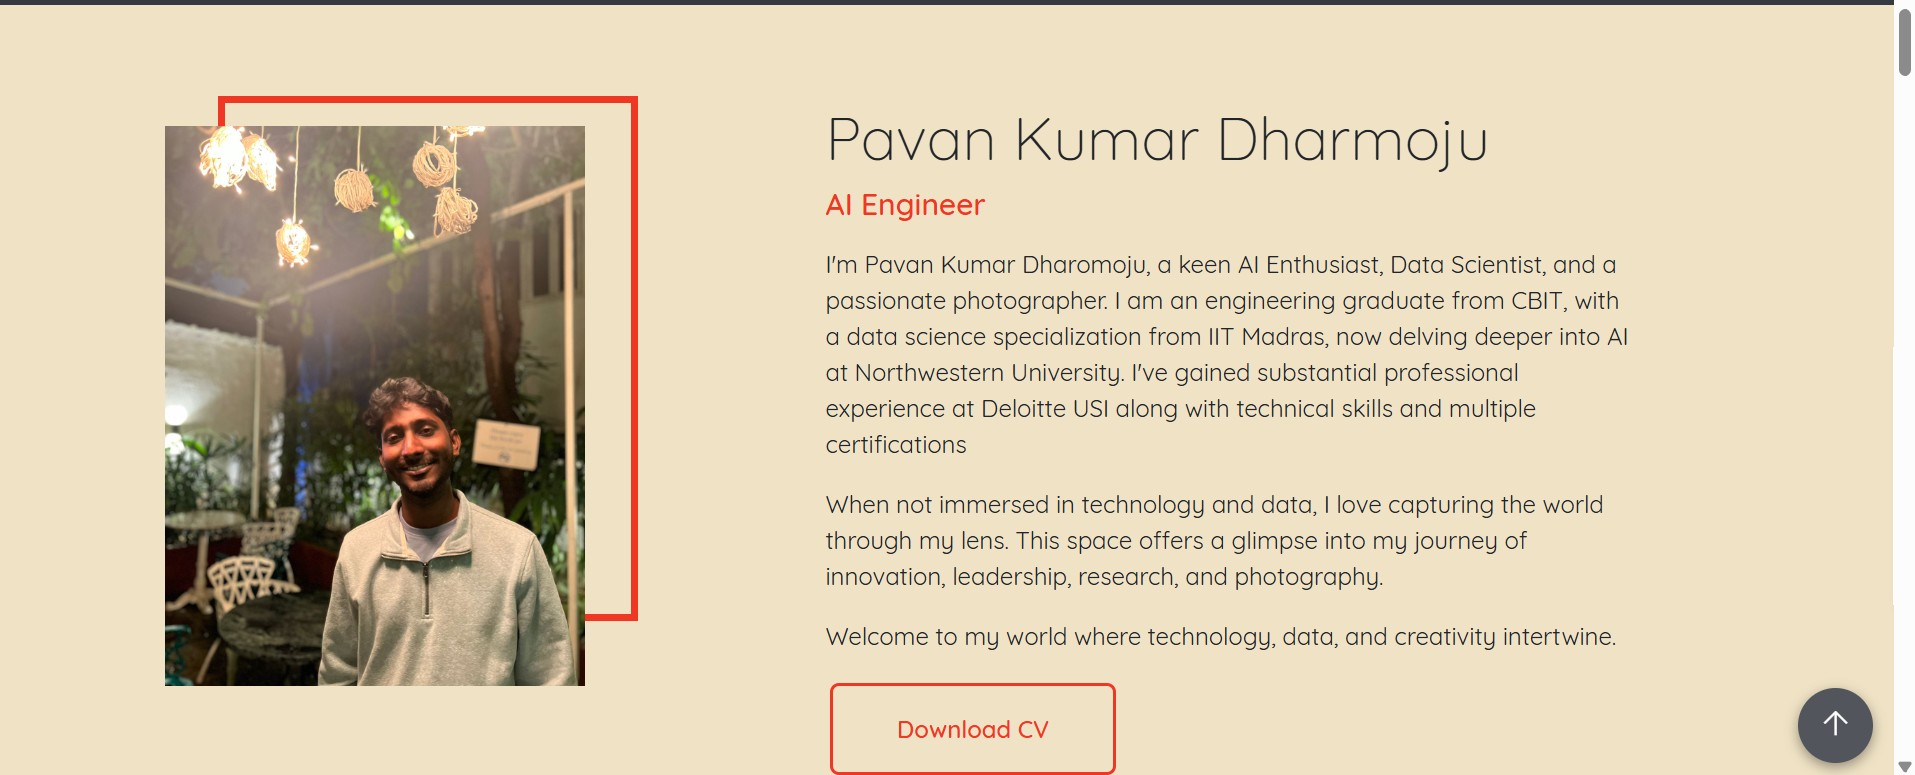 Pavan Kumar Dharmoju
AI Engineer
I'm Pavan Kumar Dharomoju, a keen AI Enthusiast, Data Scientist, and a
passionate photographer. I am an engineering graduate from CBIT, with
a data science specialization from IIT Madras, now delving deeper into AI
at Northwestern University. I've gained substantial professional
experience at Deloitte USI along with technical skills and multiple
certifications
When not immersed in technology and data, I love capturing the world
through my lens. This space offers a glimpse into my journey of
innovation, leadership, research, and photography.
Welcome to my world where technology, data, and creativity intertwine.
Download CV